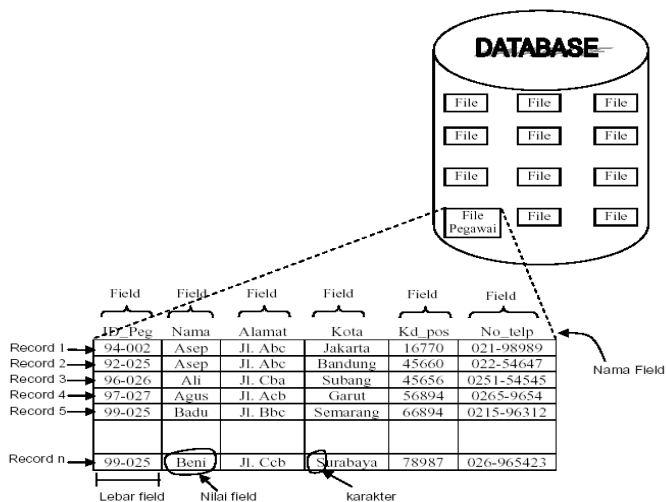 DATABASE
File File File
File File File
File File File
File Pegawai File File
Field Field Field Field Field Field
ID_Peg Nama Alamat Kota Kd_pos No_telp
Nama Field
Record 1 94-002 Asep Jl. Abc Jakarta 16770 021-98989
Record 2 92-025 Asep Jl. Abc Bandung 45660 022-54647
Record 3 96-026 Ali Jl. Cba Subang 45656 0251-54545
Record 4 97-027 Agus Jl. Acb Garut 56894 0265-9654
Record 5 99-025 Badu Jl. Bbc Semarang 66894 0215-96312
Record n 99-025 Beni Jl. Ccb Surabaya 78987 026-965423
Lebar field Nilai field karakter